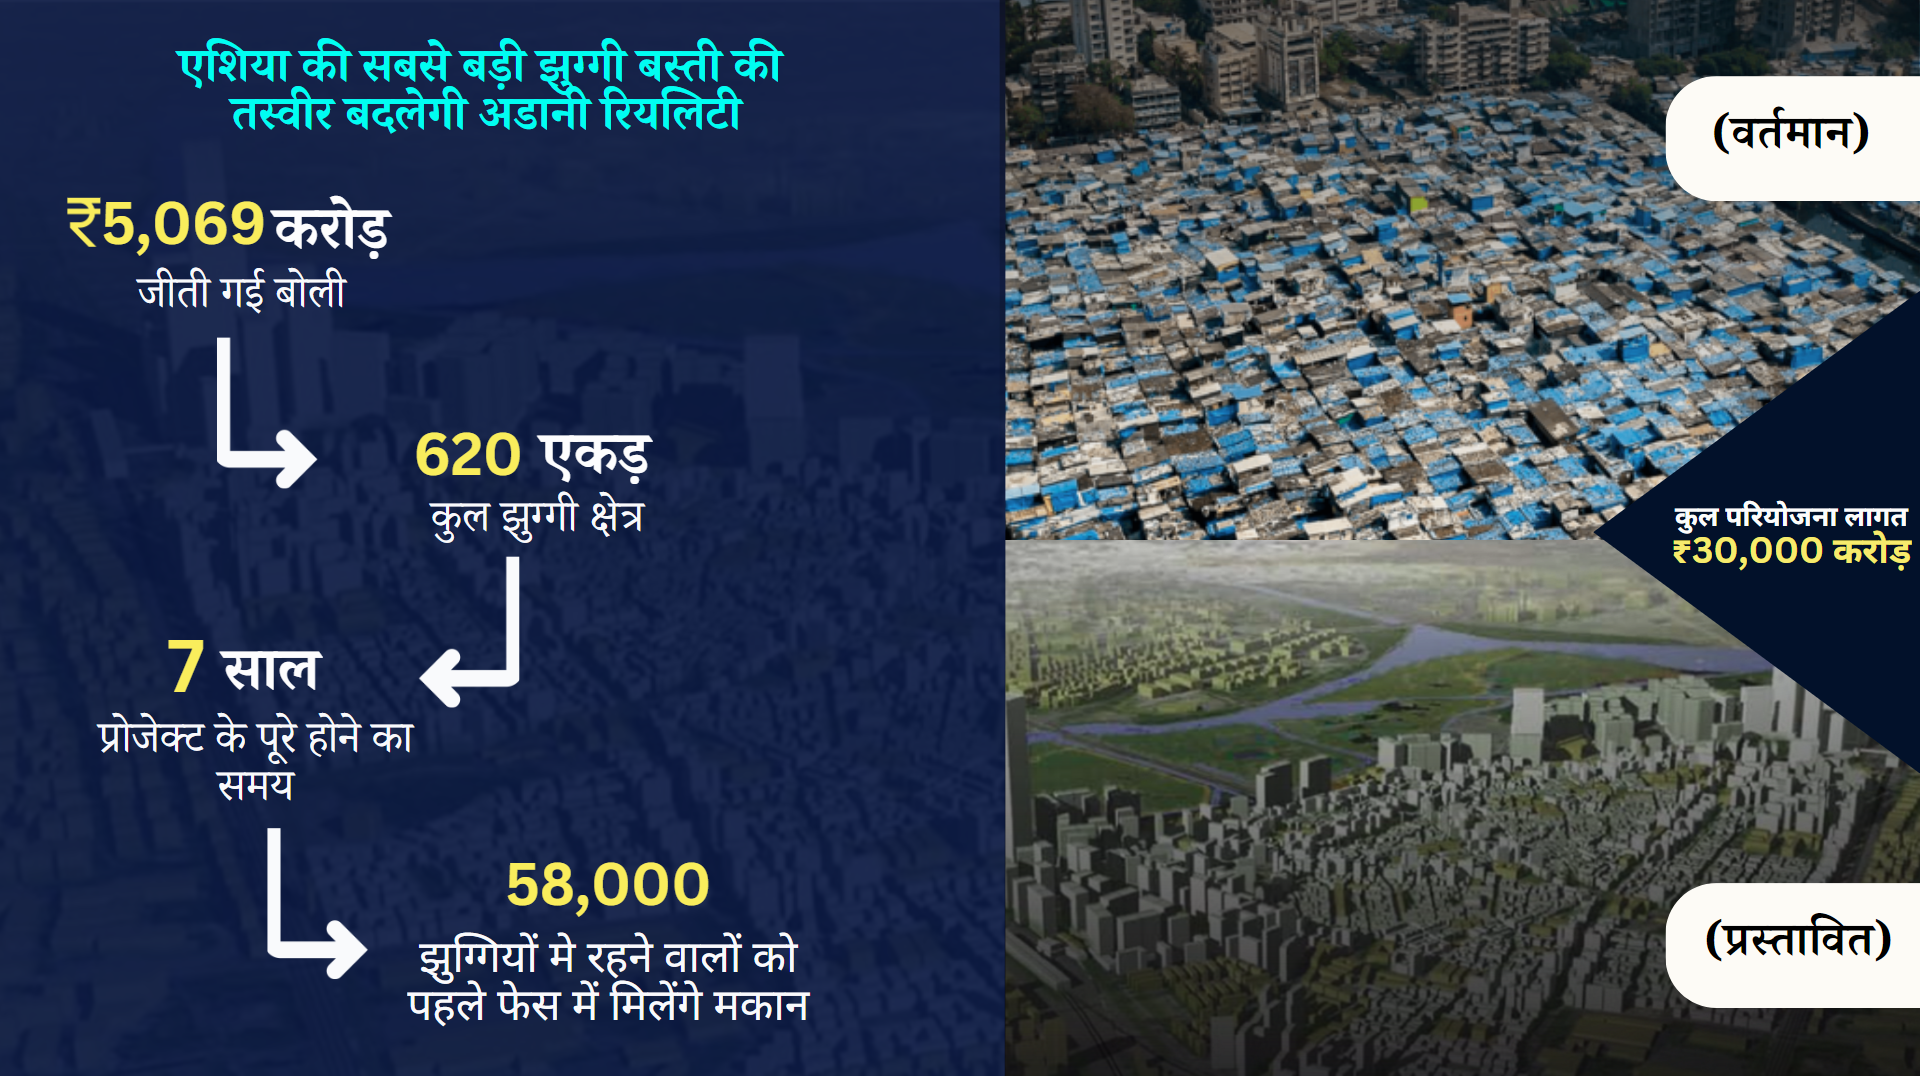 एशिया की सबसे बड़ी झुग्गी बस्ती की
तस्वीर बदलेगी अडानी रियलिटी
₹5,069 करोड़
जीती गई बोली
620 एकड़
कुल झुग्गी क्षेत्र
7 साल
प्रोजेक्ट के पूरे होने का
समय
58,000
झुग्गियों मे रहने वालों को
पहले फेस में मिलेंगे मकान
(वर्तमान)
कुल परियोजना लागत
₹30,000 करोड़
(प्रस्तावित)